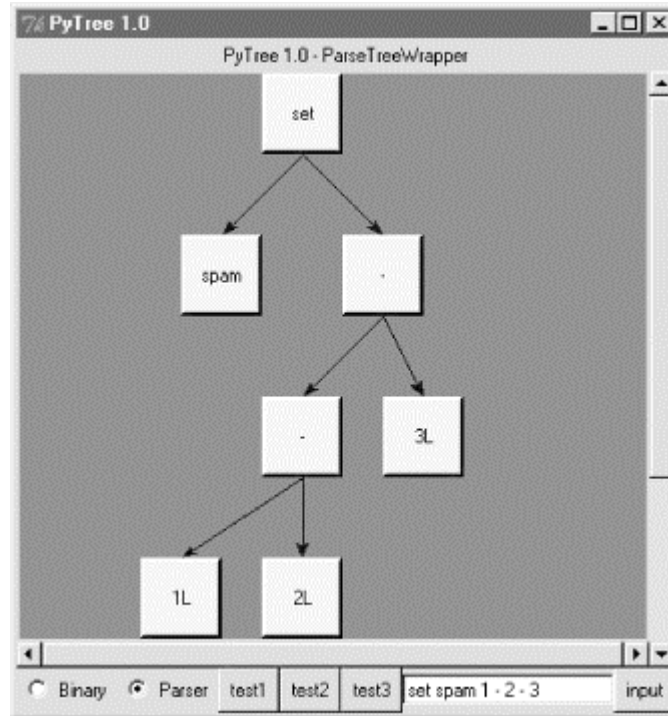 PyTree 1.0
PyTree 1.0 - ParseTreeWrapper
set
spam -
- 3L
1L 2L
Binary Parser test1 test2 test3 set spam 1 - 2 - 3 input